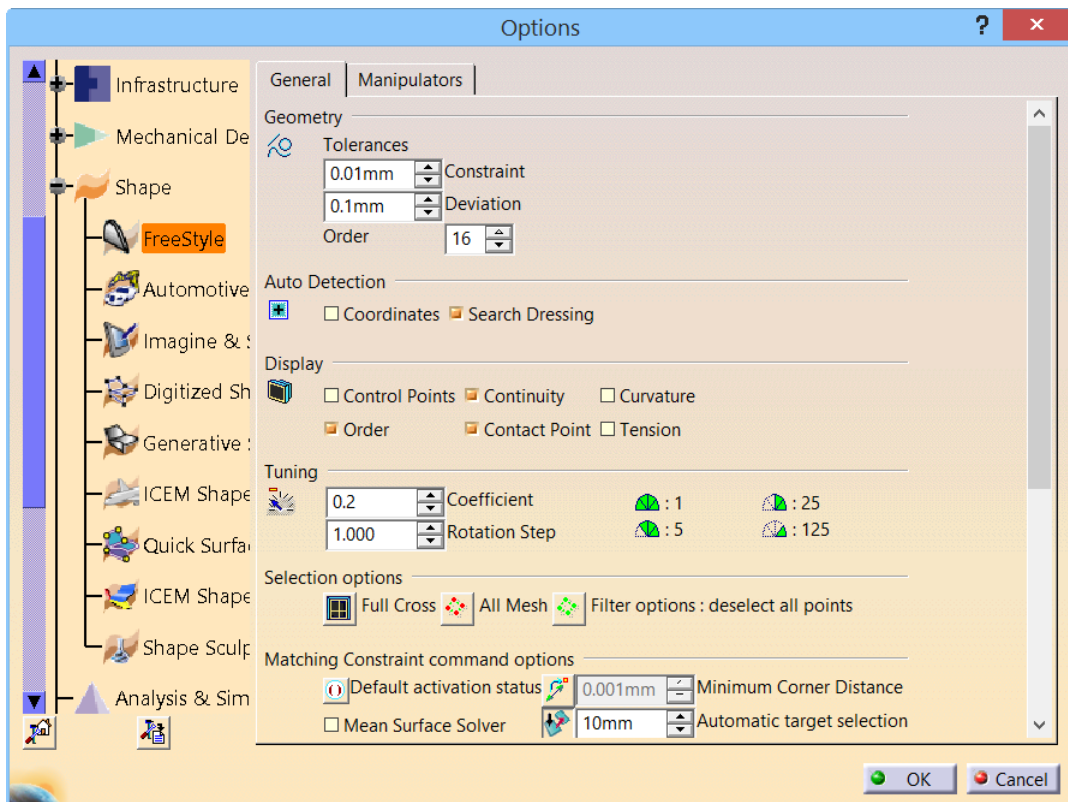 Options
?
Infrastructure
Mechanical De
Shape
FreeStyle
Automotive
Imagine & S
Digitized Sh
Generative
ICEM Shape
Quick Surfa
ICEM Shape
Shape Sculp
Analysis & Sim
General
Manipulators
Geometry
Tolerances
0.01mm Constraint
0.1mm Deviation
Order 16
Auto Detection
Coordinates Search Dressing
Display
Control Points Continuity Curvature
Order Contact Point Tension
Tuning
0.2 Coefficient : 1 : 25
1.000 Rotation Step : 5 : 125
Selection options
Full Cross All Mesh Filter options : deselect all points
Matching Constraint command options
Default activation status 0.001mm Minimum Corner Distance
Mean Surface Solver 10mm Automatic target selection
OK Cancel